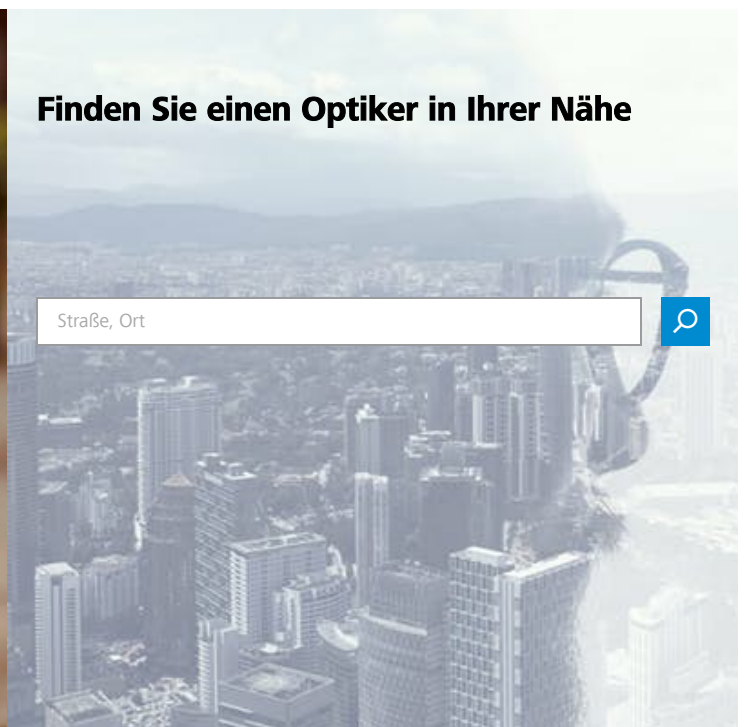 Finden Sie einen Optiker in Ihrer Nähe
Straße, Ort